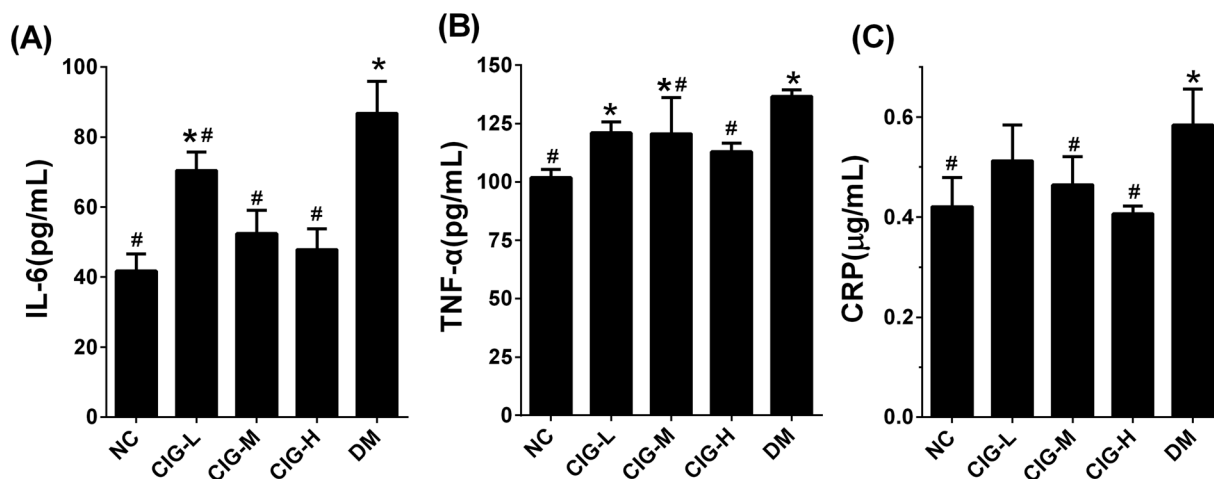 (A)
IL-6(pg/mL)
100
80
60
40
20
0
#
*#
#
#
*
NC
CIG-L
CIG-M
CIG-H
DM
(B)
TNF-α(pg/mL)
150
125
100
75
50
25
0
#
*
*#
#
*
NC
CIG-L
CIG-M
CIG-H
DM
(C)
CRP(μg/mL)
0.6
0.4
0.2
0.0
#
#
#
*
NC
CIG-L
CIG-M
CIG-H
DM